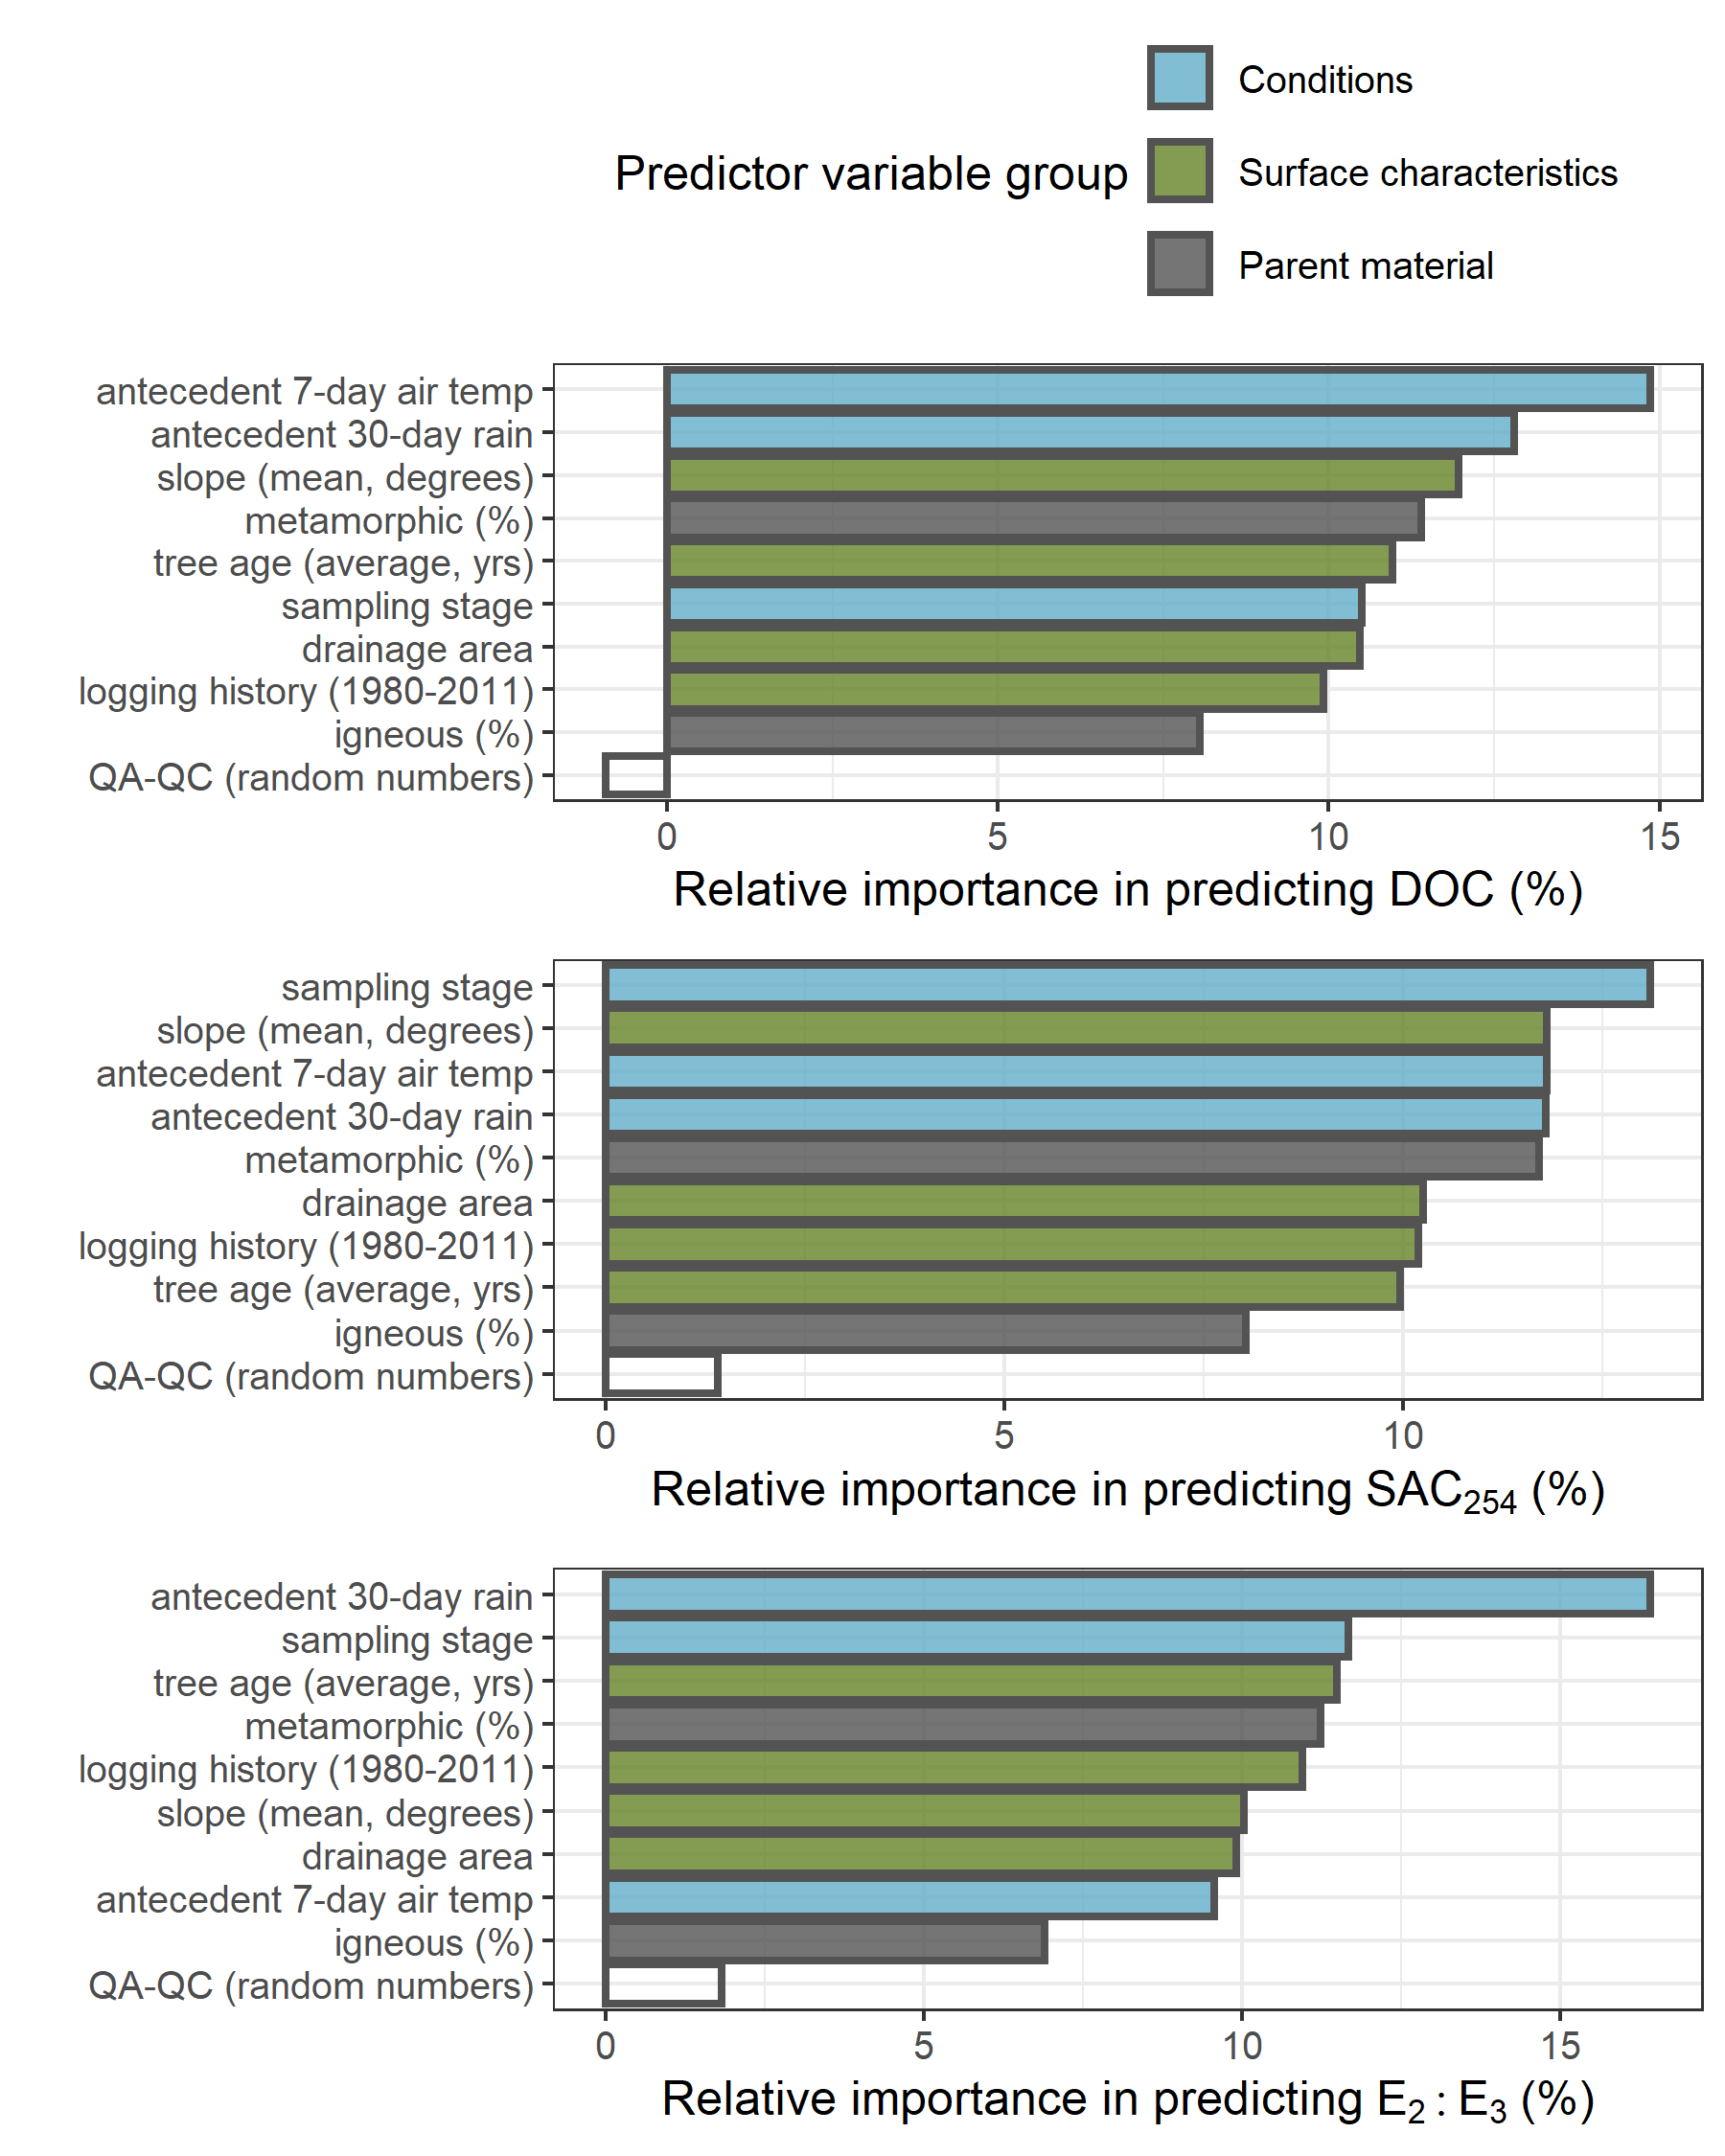 Predictor variable group
Conditions
Surface characteristics
Parent material
antecedent 7-day air temp
antecedent 30-day rain
slope (mean, degrees)
metamorphic (%)
tree age (average, yrs)
sampling stage
drainage area
logging history (1980-2011)
igneous (%)
QA-QC (random numbers)
0 5 10 15
Relative importance in predicting DOC (%)
sampling stage
slope (mean, degrees)
antecedent 7-day air temp
antecedent 30-day rain
metamorphic (%)
drainage area
logging history (1980-2011)
tree age (average, yrs)
igneous (%)
QA-QC (random numbers)
0 5 10
Relative importance in predicting SAC₂₅₄ (%)
antecedent 30-day rain
sampling stage
tree age (average, yrs)
metamorphic (%)
logging history (1980-2011)
slope (mean, degrees)
drainage area
antecedent 7-day air temp
igneous (%)
QA-QC (random numbers)
0 5 10 15
Relative importance in predicting E₂ : E₃ (%)